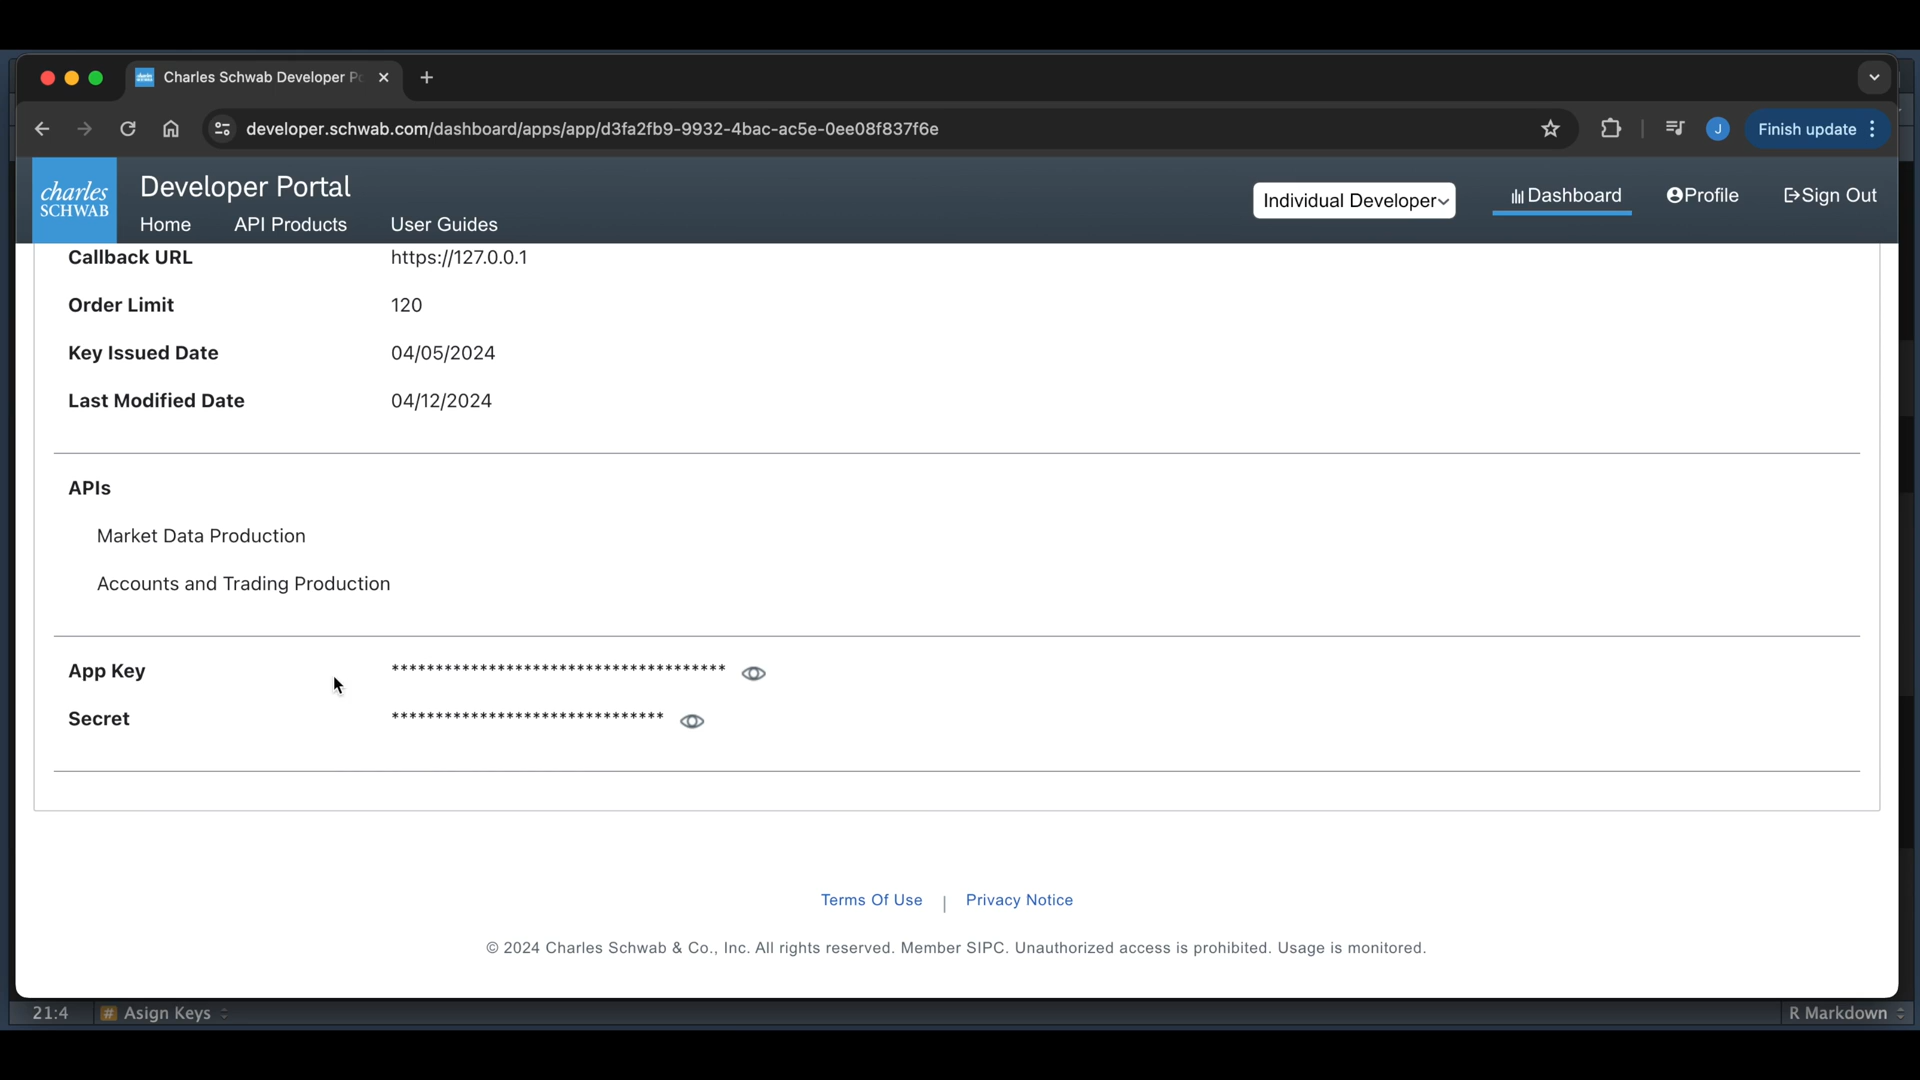 Charles Schwab Developer P
developer.schwab.com/dashboard/apps/app/d3fa2fb9-9932-4bac-ac5e-0ee08f837f6e
J
Finish update
charles
SCHWAB
Developer Portal
Individual Developer
Dashboard
Profile
Sign Out
Home
API Products
User Guides
Callback URL https://127.0.0.1
Order Limit 120
Key Issued Date 04/05/2024
Last Modified Date 04/12/2024
APIs
Market Data Production
Accounts and Trading Production
App Key **************************************
Secret *******************************
Terms Of Use | Privacy Notice
© 2024 Charles Schwab & Co., Inc. All rights reserved. Member SIPC. Unauthorized access is prohibited. Usage is monitored.
21:4 # Asign Keys R Markdown